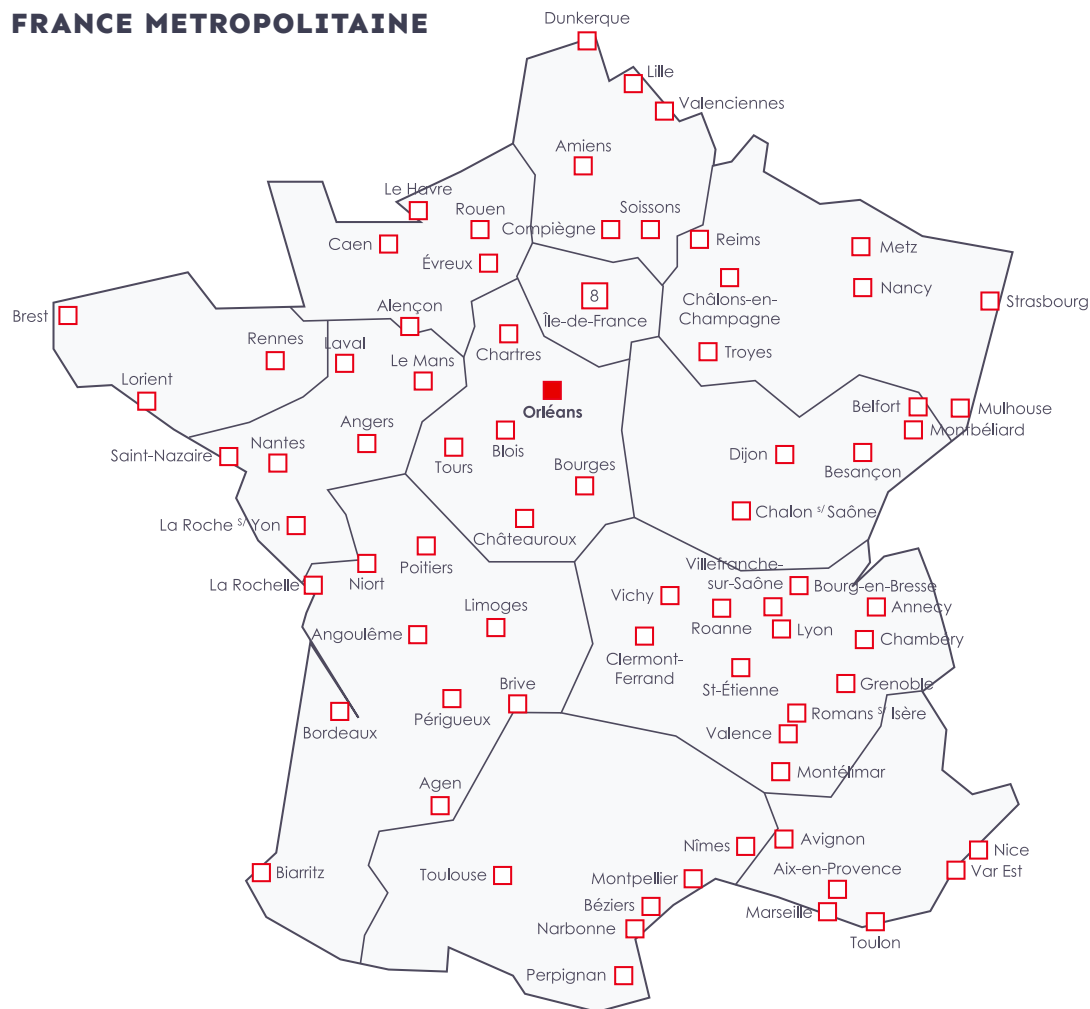 FRANCE METROPOLITAINE
Dunkerque
Lille
Valenciennes
Amiens
Le Havre
Rouen
Soissons
Compiègne
Reims
Caen
Metz
Évreux
8
Île-de-France
Châlons-en-
Champagne
Nancy
Strasbourg
Brest
Alençon
Chartres
Troyes
Rennes
Laval
Le Mans
Lorient
Orléans
Belfort
Mulhouse
Montbéliard
Angers
Nantes
Saint-Nazaire
Tours
Blois
Dijon
Besançon
Bourges
La Roche s/ Yon
Chalon s/ Saône
Châteauroux
Poitiers
Niort
La Rochelle
Villefranche-
sur-Saône
Bourg-en-Bresse
Vichy
Roanne
Annecy
Limoges
Angoulême
Lyon
Chambéry
Clermont-
Ferrand
St-Étienne
Grenoble
Brive
Périgueux
Bordeaux
Romans s/ Isère
Valence
Montélimar
Agen
Avignon
Nîmes
Nice
Var Est
Aix-en-Provence
Biarritz
Toulouse
Montpellier
Béziers
Marseille
Narbonne
Toulon
Perpignan